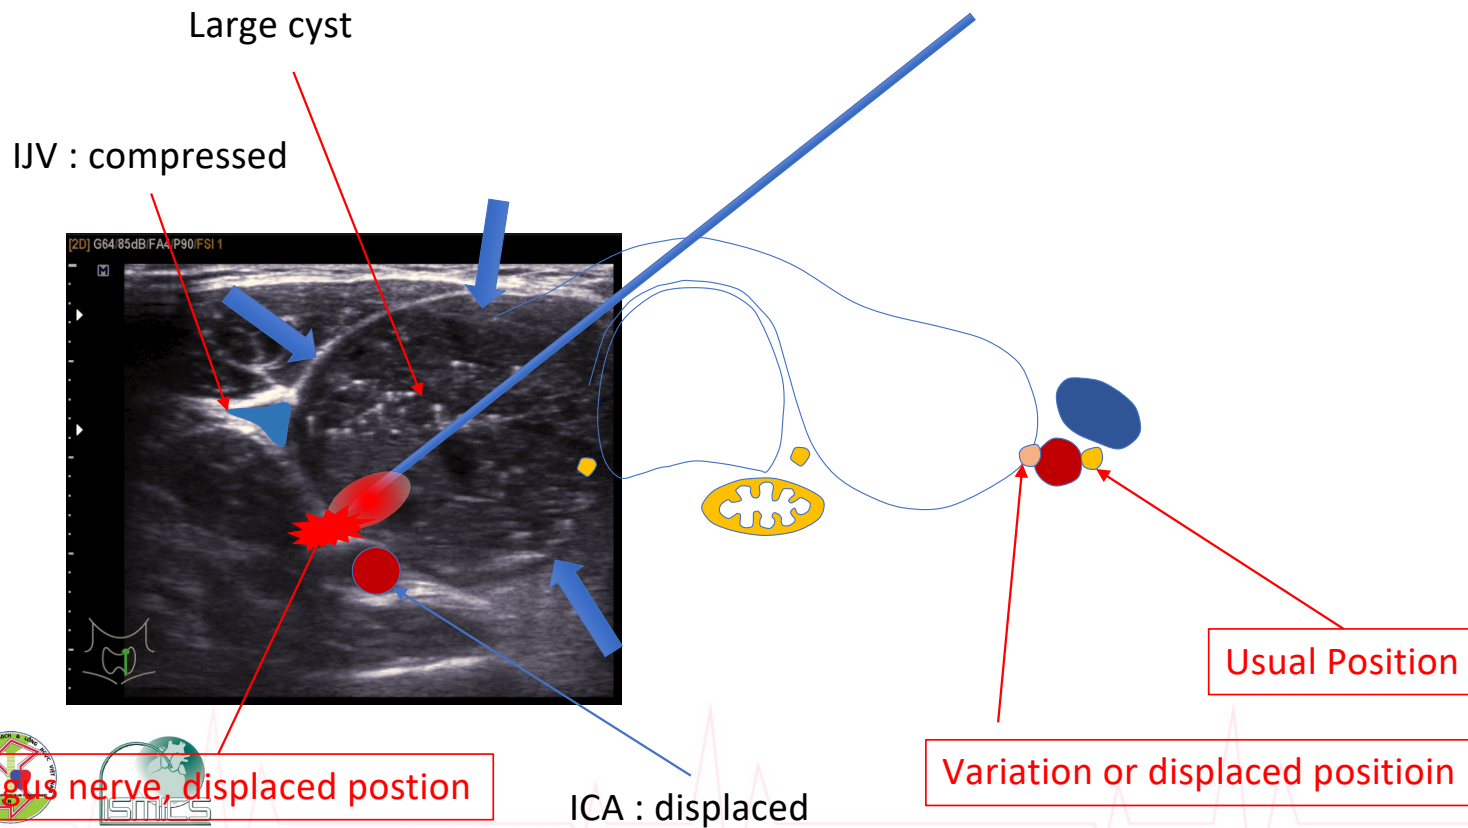 Large cyst
IJV : compressed
[2D] G64/85dB/FA4/P90/FSI 1
M
Usual Position
Variation or displaced positioin
nerve, displaced postion
ISMICS
ICA : displaced